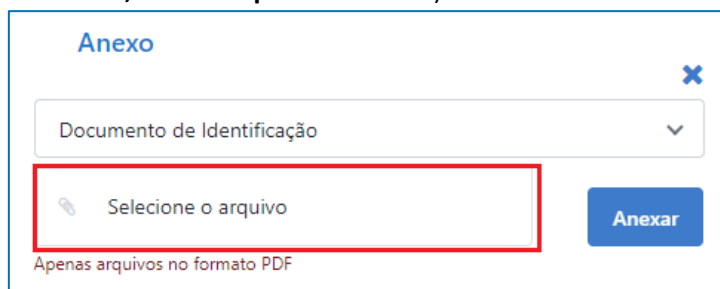 Anexo
Documento de Identificação
Selecione o arquivo
Anexar
Apenas arquivos no formato PDF